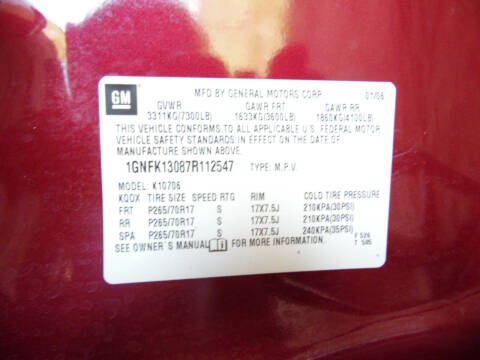 GM
MFD BY GENERAL MOTORS CORP 01/06
GVWR GAWR FRT GAWR RR
3311KG(7300LB) 1633KG(3600LB) 1860KG(4100LB)
THIS VEHICLE CONFORMS TO ALL APPLICABLE U.S. FEDERAL MOTOR
VEHICLE SAFETY STANDARDS IN EFFECT ON THE DATE OF
MANUFACTURE SHOWN ABOVE.
1GNFK13087R112547 TYPE: M.P.V.
MODEL: K10706
KQDX TIRE SIZE SPEED RTG RIM COLD TIRE PRESSURE
FRT P265/70R17 S 17X7.5J 210KPA(30PSI)
RR P265/70R17 S 17X7.5J 210KPA(30PSI)
SPA P265/70R17 S 17X7.5J 240KPA(35PSI)
SEE OWNER'S MANUAL FOR MORE INFORMATION. F 526
T 505